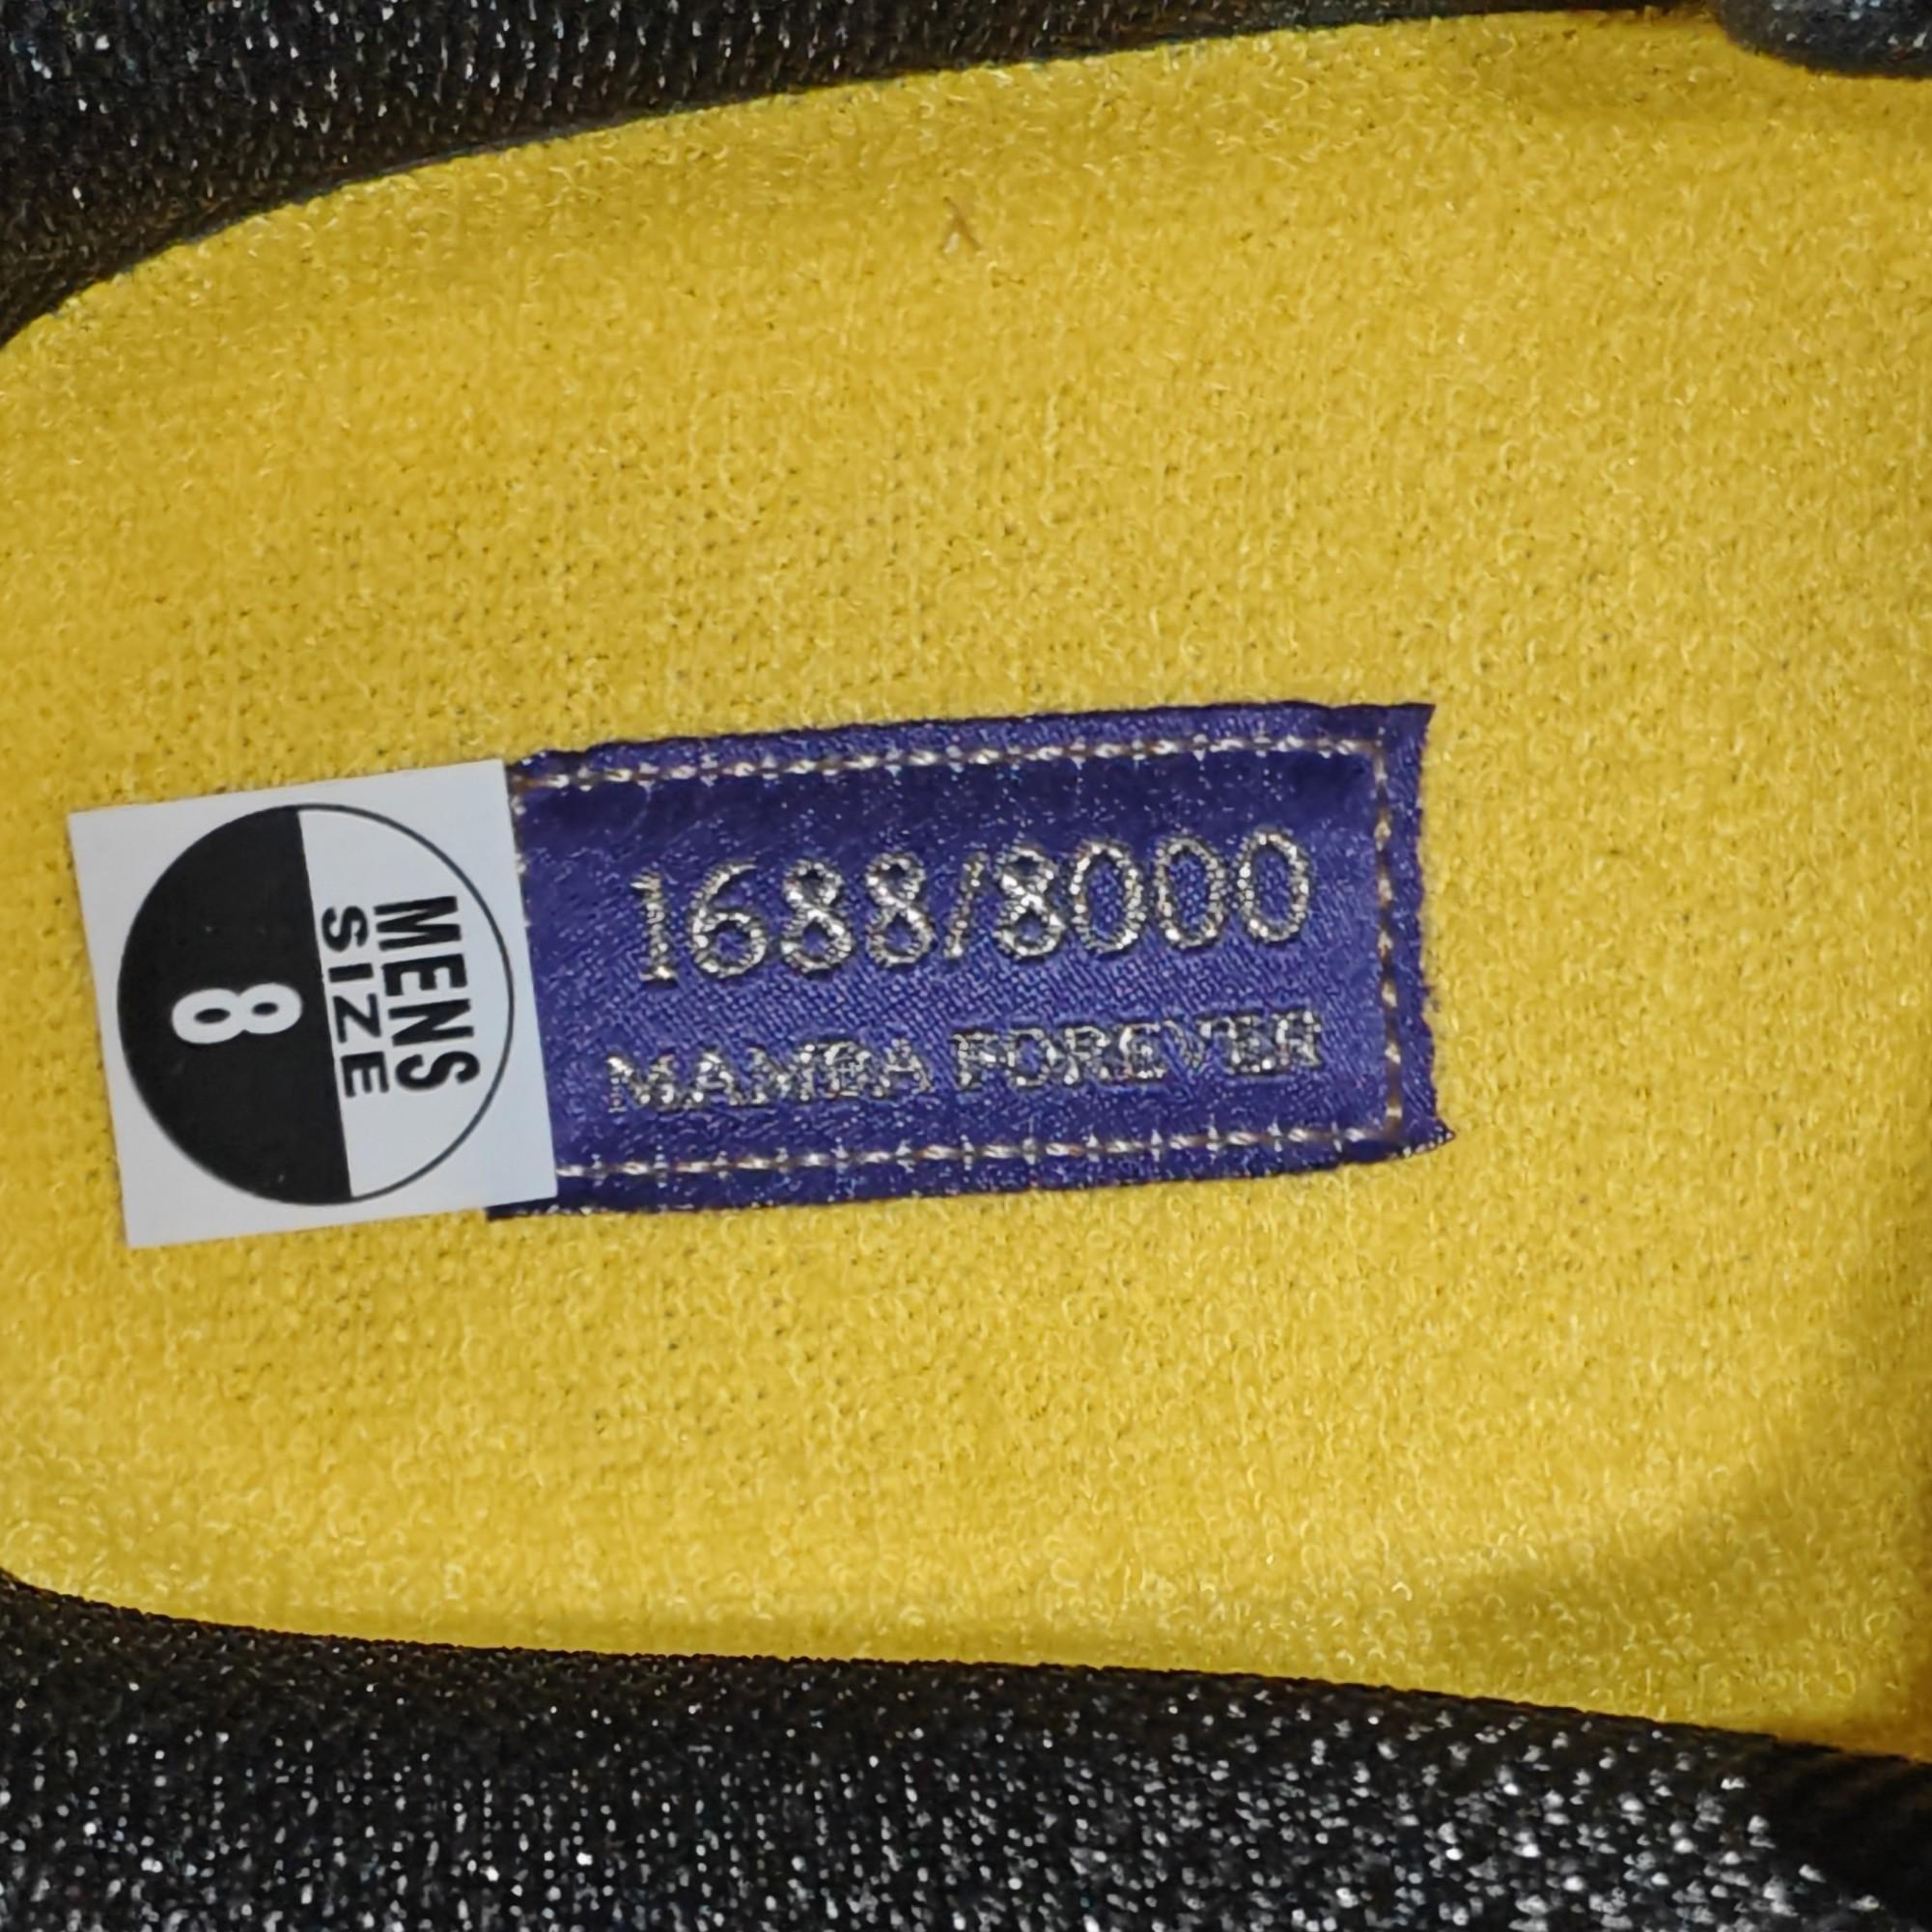 MENS
SIZE
8
1688/8000
MAMBA FOREVER